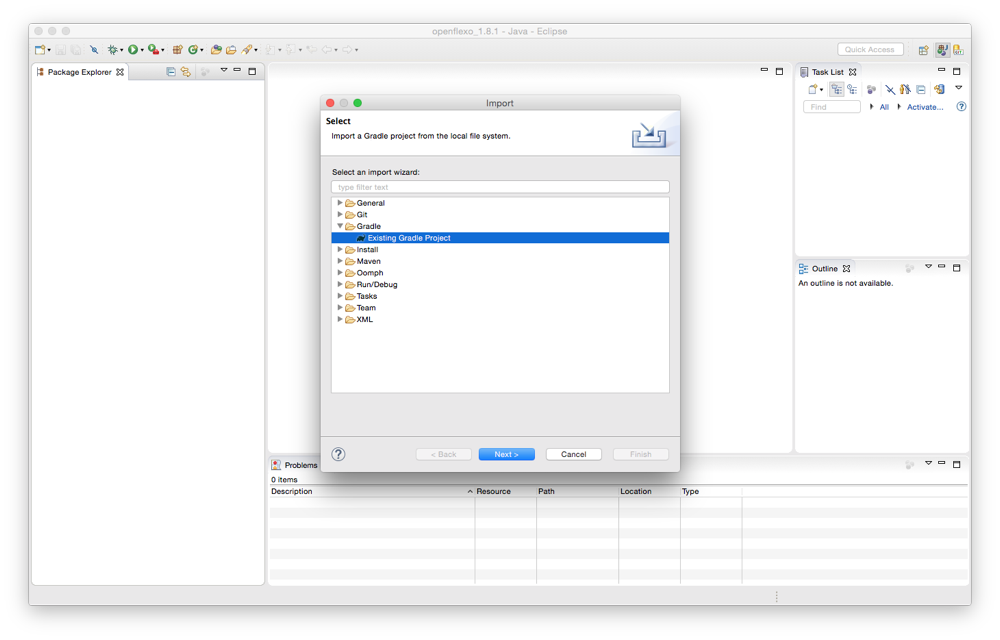 openflexo_1.8.1 - Java - Eclipse
Quick Access
Package Explorer
Task List
Find
All
Activate...
Import
Select
Import a Gradle project from the local file system.
Select an import wizard:
type filter text
General
Git
Gradle
Existing Gradle Project
Install
Maven
Oomph
Run/Debug
Tasks
Team
XML
?
< Back
Next >
Cancel
Finish
Outline
An outline is not available.
Problems
0 items
Description
Resource
Path
Location
Type